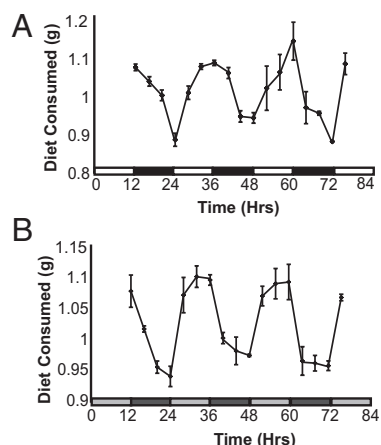 A
Diet Consumed (g)
1.2
1.1
1
0.9
0.8
0 12 24 36 48 60 72 84
Time (Hrs)
B
Diet Consumed (g)
1.15
1.1
1.05
1
0.95
0.9
0 12 24 36 48 60 72 84
Time (Hrs)